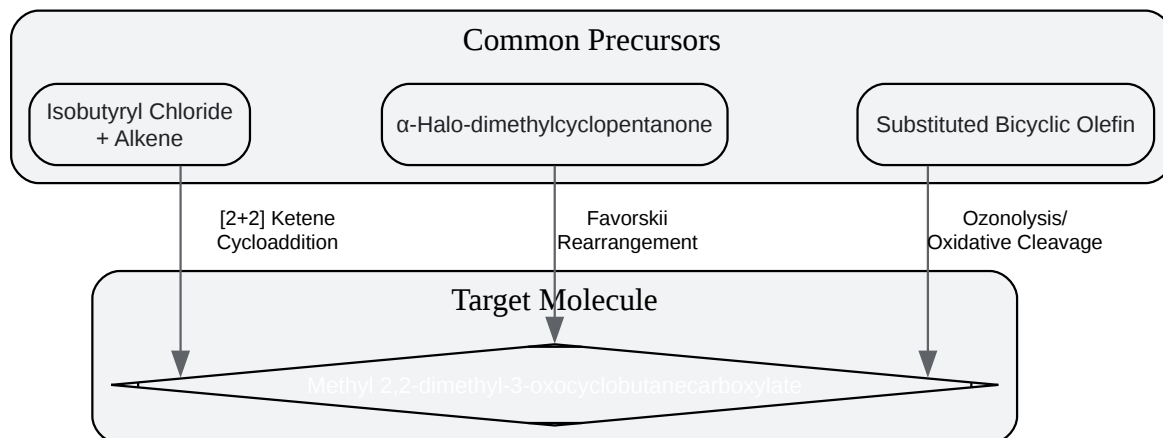 Common Precursors
Isobutyryl Chloride
+ Alkene
α-Halo-dimethylcyclopentanone
Substituted Bicyclic Olefin
[2+2] Ketene
Cycloaddition
Favorskii
Rearrangement
Ozonolysis/
Oxidative Cleavage
Target Molecule
Methyl 2,2-dimethyl-3-oxocyclobutanecarboxylate